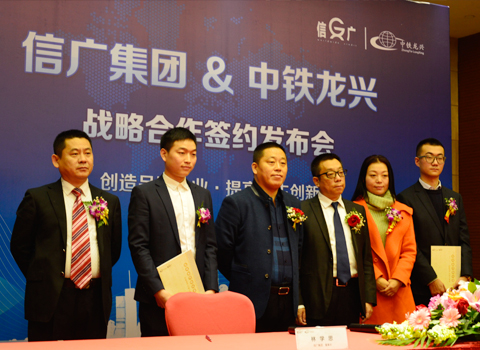 信 广
中铁龙兴
信广集团 & 中铁龙兴
战略合作签约发布会
创造品 业 · 提 创新